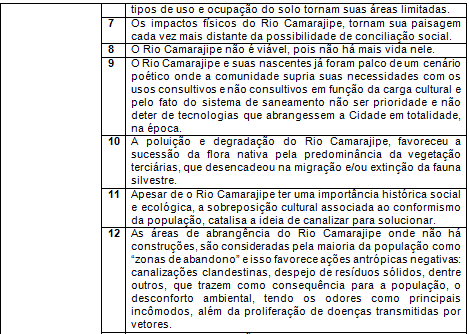 tipos de uso e ocupação do solo tornam suas áreas limitadas.
7 Os impactos físicos do Rio Camarajipe, tornam sua paisagem
cada vez mais distante da possibilidade de conciliação social.
8 O Rio Camarajipe não é viável, pois não há mais vida nele.
9 O Rio Camarajipe e suas nascentes já foram palco de um cenário
poético onde a comunidade supria suas necessidades com os
usos consultivos e não consultivos em função da carga cultural e
pelo fato do sistema de saneamento não ser prioridade e não
deter de tecnologias que abrangessem a Cidade em totalidade,
na época.
10 A poluição e degradação do Rio Camarajipe, favoreceu a
sucessão da flora nativa pela predominância da vegetação
terciárias, que desencadeou na migração e/ou extinção da fauna
silvestre.
11 Apesar de o Rio Camarajipe ter uma importância histórica social
e ecológica, a sobreposição cultural associada ao conformismo
da população, catalisa a ideia de canalizar para solucionar.
12 As áreas de abrangência do Rio Camarajipe onde não há
construções, são consideradas pela maioria da população como
“zonas de abandono” e isso favorece ações antrópicas negativas:
canalizações clandestinas, despejo de resíduos sólidos, dentre
outros, que trazem como consequência para a população, o
desconforto ambiental, tendo os odores como principais
incômodos, além da proliferação de doenças transmitidas por
vetores.